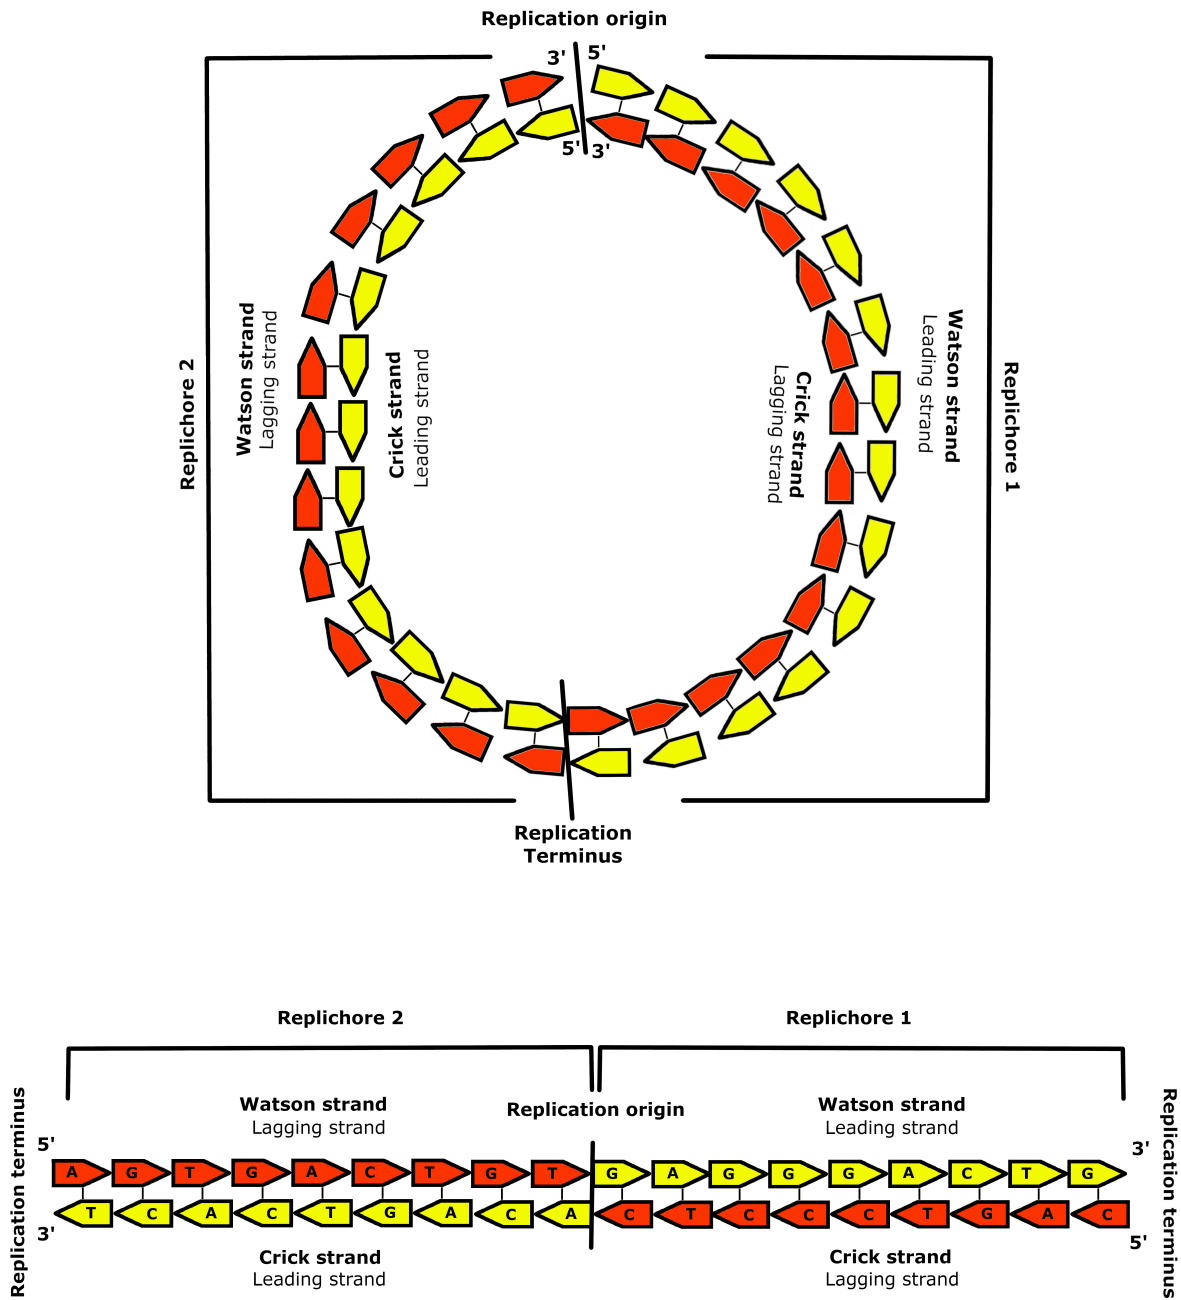 Replication origin
3' 5'
5' 3'
Replichore 2
Watson strand
Lagging strand
Crick strand
Leading strand
Crick strand
Lagging strand
Watson strand
Leading strand
Replichore 1
Replication
Terminus
Replichore 2
Replichore 1
Replication terminus
Watson strand
Lagging strand
Replication origin
Watson strand
Leading strand
Replication terminus
5'
3'
A G T G A C T G T G A G G G A C T G
T C A C T G A C A C T C C C T G A C
3'
5'
Crick strand
Leading strand
Crick strand
Lagging strand